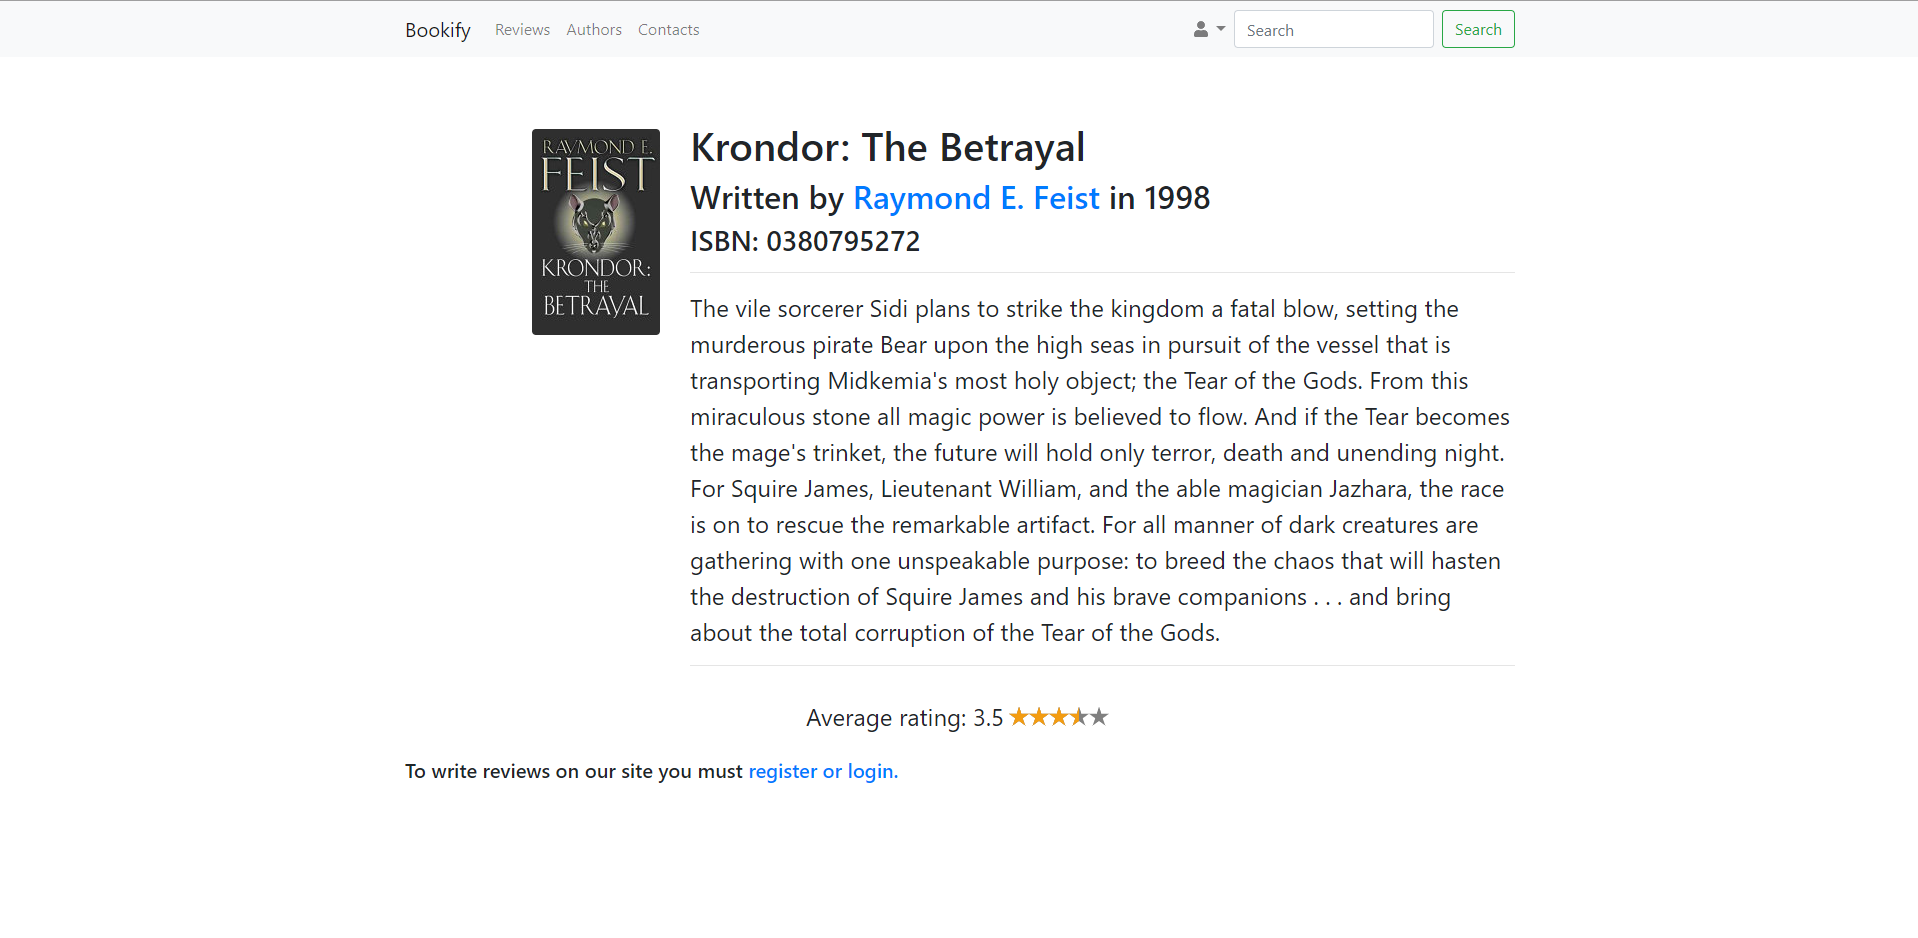 Bookify Reviews Authors Contacts Search Search
RAYMOND E.
FEIST
KRONDOR:
THE
BETRAYAL
Krondor: The Betrayal
Written by Raymond E. Feist in 1998
ISBN: 0380795272
The vile sorcerer Sidi plans to strike the kingdom a fatal blow, setting the
murderous pirate Bear upon the high seas in pursuit of the vessel that is
transporting Midkemia's most holy object; the Tear of the Gods. From this
miraculous stone all magic power is believed to flow. And if the Tear becomes
the mage's trinket, the future will hold only terror, death and unending night.
For Squire James, Lieutenant William, and the able magician Jazhara, the race
is on to rescue the remarkable artifact. For all manner of dark creatures are
gathering with one unspeakable purpose: to breed the chaos that will hasten
the destruction of Squire James and his brave companions . . . and bring
about the total corruption of the Tear of the Gods.
Average rating: 3.5
To write reviews on our site you must register or login.